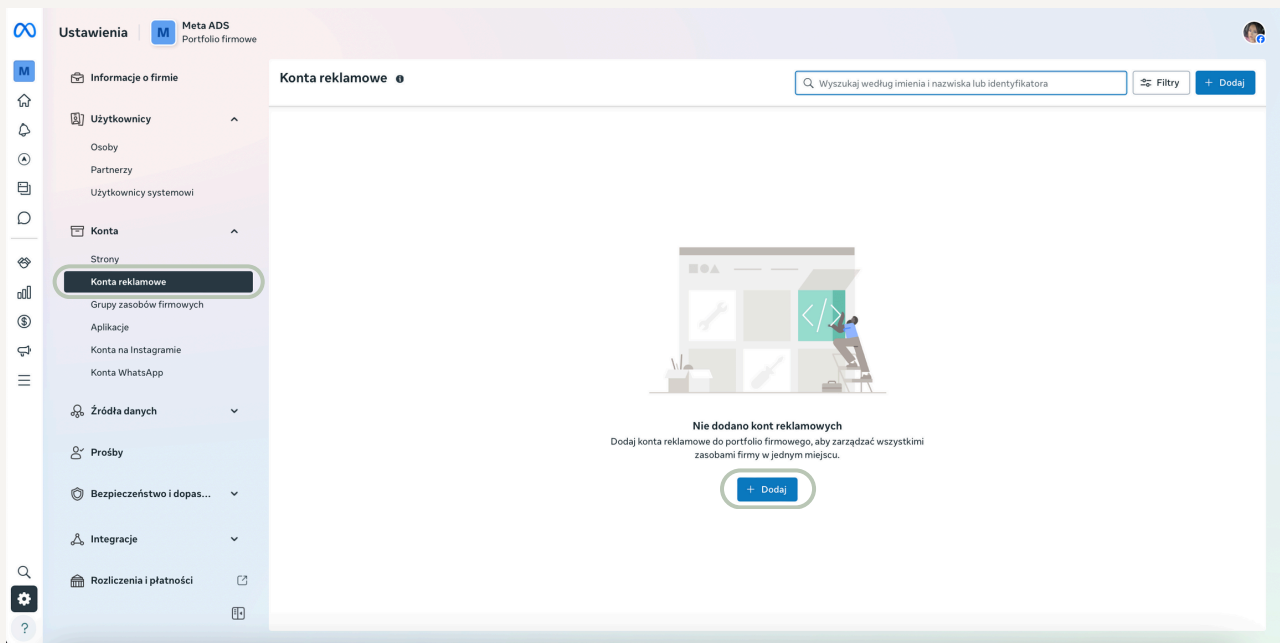 Ustawienia
M
Meta ADS
Portfolio firmowe
M
Informacje o firmie
Użytkownicy
Osoby
Partnerzy
Użytkownicy systemowi
Konta
Strony
Konta reklamowe
Grupy zasobów firmowych
Aplikacje
Konta na Instagramie
Konta WhatsApp
Źródła danych
Prośby
Bezpieczeństwo i dopas...
Integracje
Rozliczenia i płatności
Konta reklamowe
Wyszukaj według imienia i nazwiska lub identyfikatora
Filtry
+ Dodaj
</>
Nie dodano kont reklamowych
Dodaj konta reklamowe do portfolio firmowego, aby zarządzać wszystkimi
zasobami firmy w jednym miejscu.
+ Dodaj
?